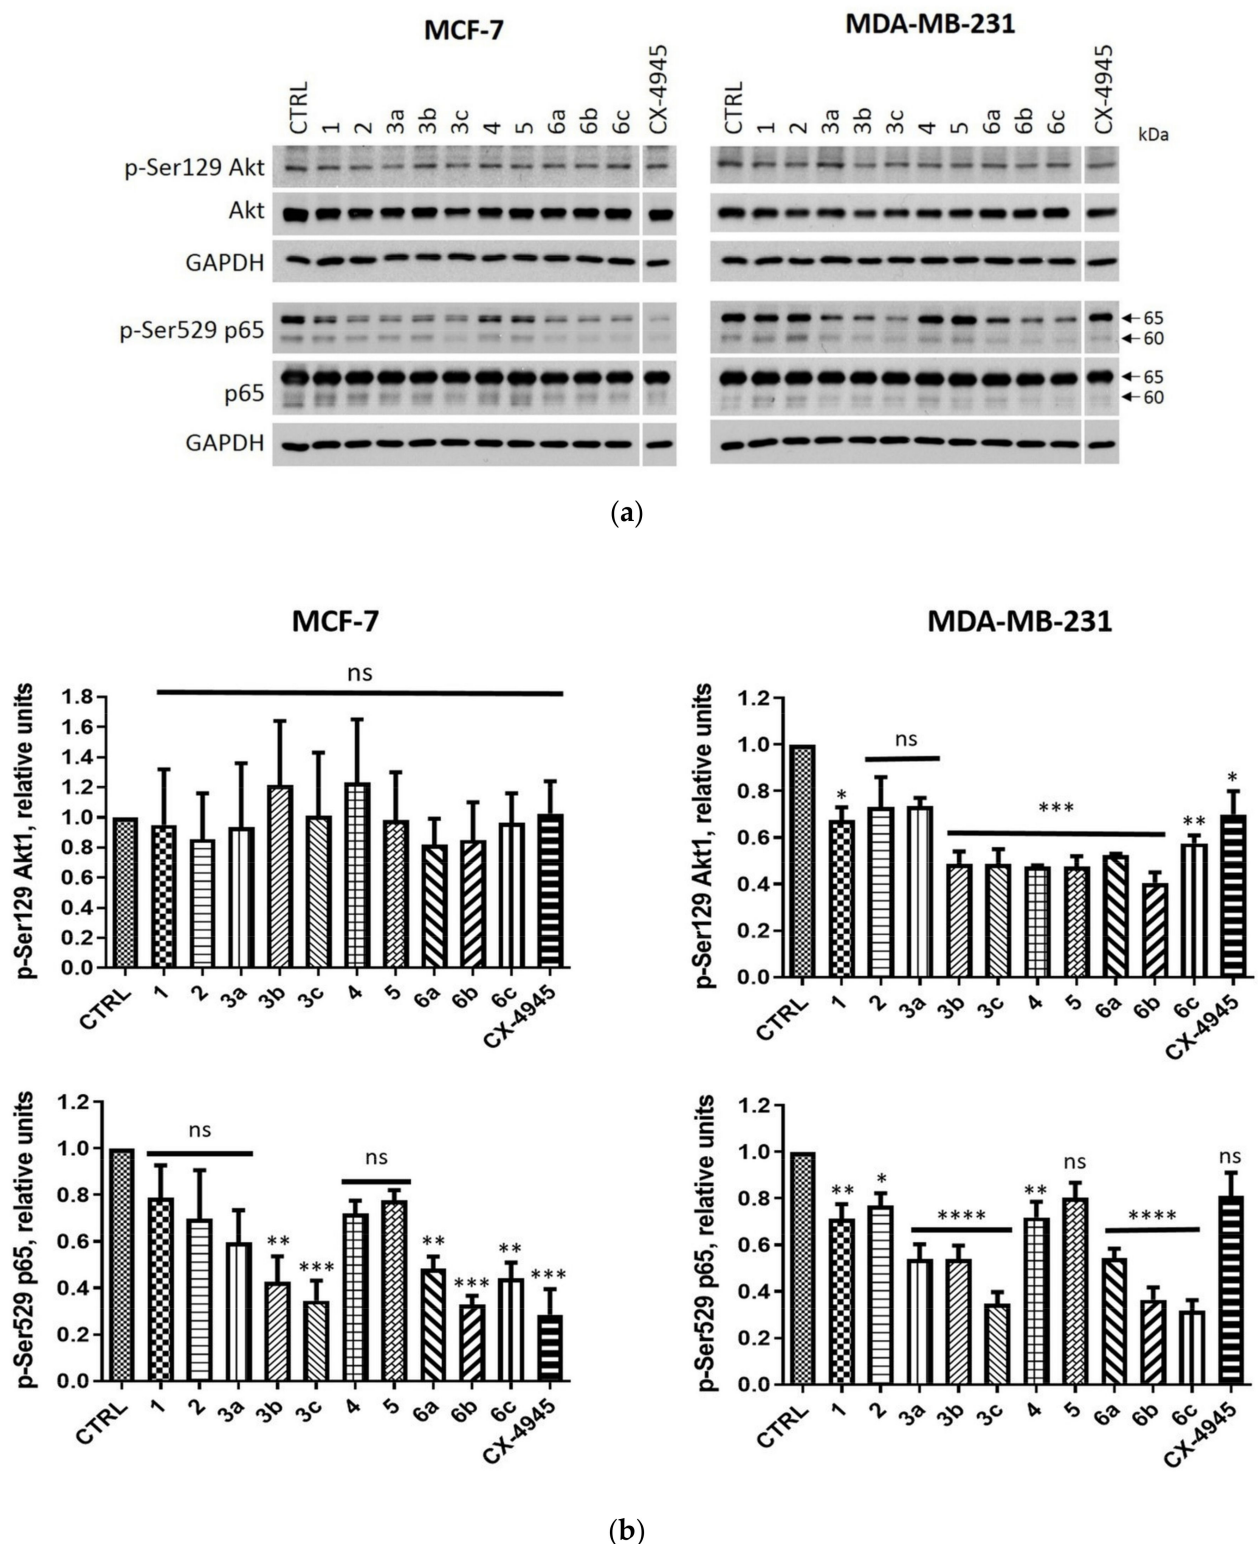 MCF-7
MDA-MB-231
CTRL 1 2 3a 3b 3c 4 5 6a 6b 6c CX-4945
CTRL 1 2 3a 3b 3c 4 5 6a 6b 6c CX-4945
kDa
p-Ser129 Akt
Akt
GAPDH
p-Ser529 p65
65
60
p65
65
60
GAPDH
(a)
MCF-7
MDA-MB-231
p-Ser129 Akt1, relative units
1.8
1.6
1.4
1.2
1.0
0.8
0.6
0.4
0.2
0.0
ns
CTRL 1 2 3a 3b 3c 4 5 6a 6b 6c CX-4945
p-Ser129 Akt1, relative units
1.2
1.0
0.8
0.6
0.4
0.2
0.0
* ns *** ** *
CTRL 1 2 3a 3b 3c 4 5 6a 6b 6c CX-4945
p-Ser529 p65, relative units
1.2
1.0
0.8
0.6
0.4
0.2
0.0
ns ** *** ns ** *** ** ***
CTRL 1 2 3a 3b 3c 4 5 6a 6b 6c CX-4945
p-Ser529 p65, relative units
1.2
1.0
0.8
0.6
0.4
0.2
0.0
** * **** ** ns **** ns
CTRL 1 2 3a 3b 3c 4 5 6a 6b 6c CX-4945
(b)